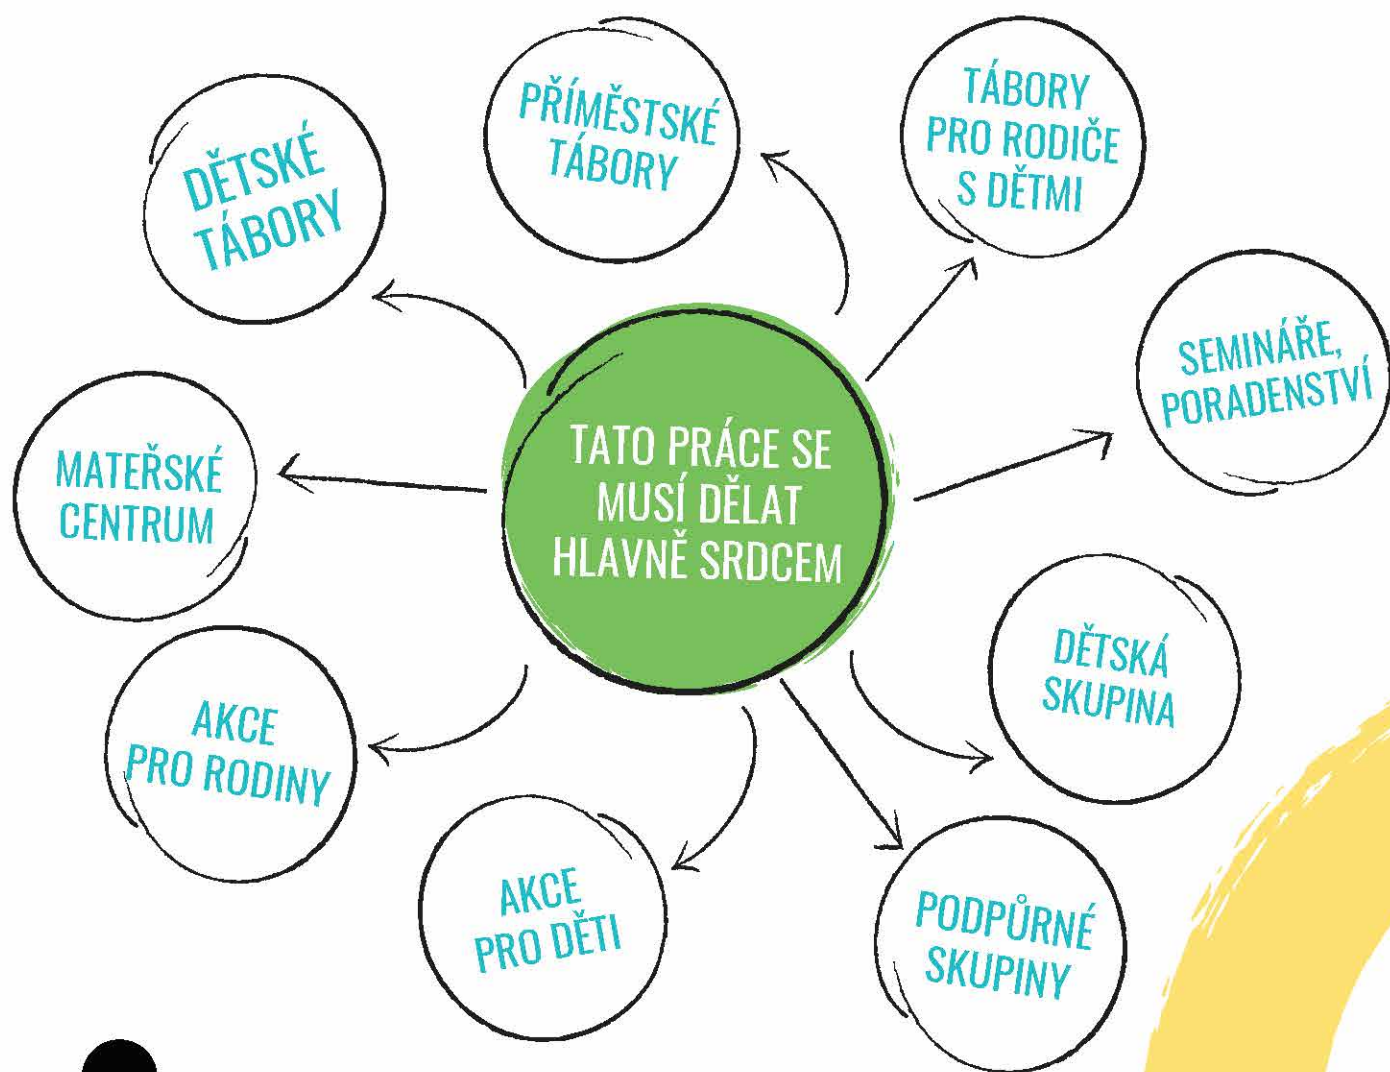 DĚTSKÉ
TÁBORY
PŘÍMĚSTSKÉ
TÁBORY
TÁBORY
PRO RODIČE
S DĚTMI
SEMINÁŘE,
PORADENSTVÍ
MATEŘSKÉ
CENTRUM
TATO PRÁCE SE
MUSÍ DĚLAT
HLAVNĚ SRDCEM
DĚTSKÁ
SKUPINA
AKCE
PRO RODINY
AKCE
PRO DĚTI
PODPŮRNÉ
SKUPINY